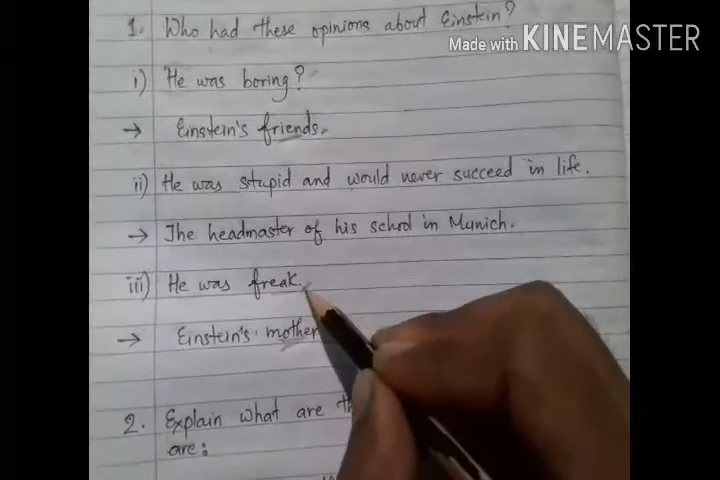 1. Who had these opinions about Einstein?
Made with KINEMASTER
i) He was boring?
→ Einstein's friends.
ii) He was stupid and would never succeed in life.
→ The headmaster of his school in Munich.
iii) He was freak.
→ Einstein's mother
2. Explain what are
are: